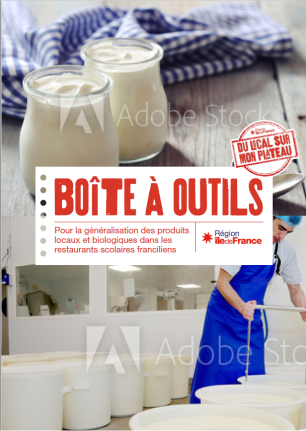 Adobe Stock
DU LOCAL SUR
MON PLATEAU
BOÎTE À OUTILS
Pour la généralisation des produits
locaux et biologiques dans les
restaurants scolaires franciliens
Région
îledeFrance
Adobe Stock